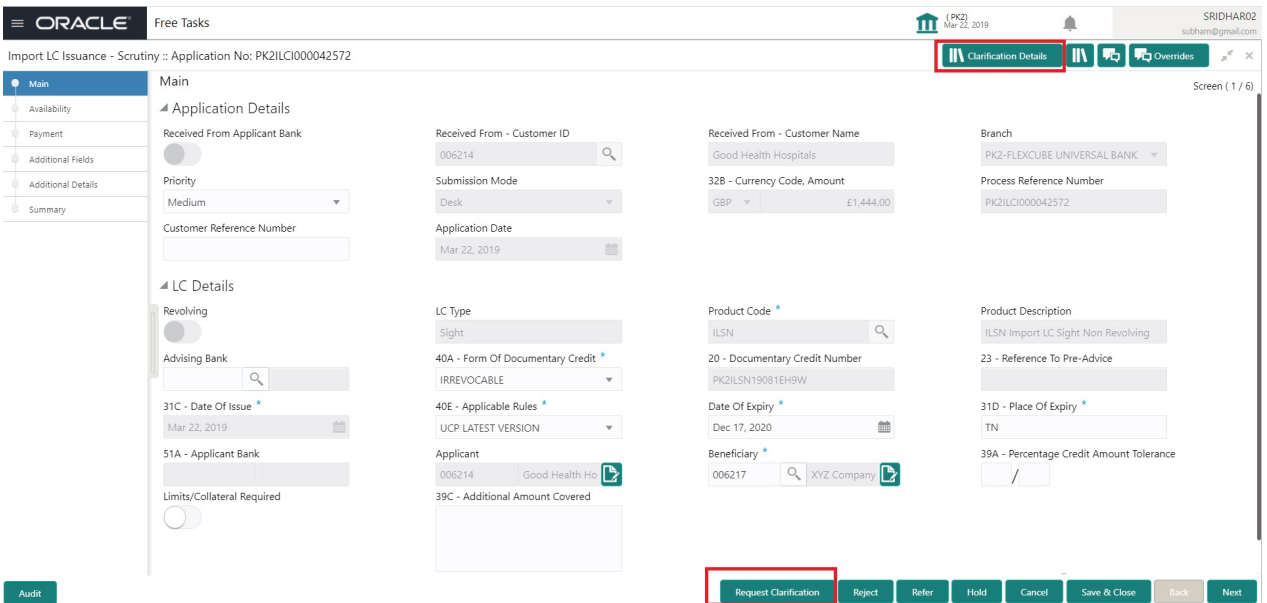 ORACLE
Free Tasks
( PK2)
Mar 22, 2019
SRIDHAR02
subham@gmail.com
Import LC Issuance - Scrutiny :: Application No: PK2ILCI000042572
Clarification Details
Overrides
Main
Availability
Payment
Additional Fields
Additional Details
Summary
Main
Screen ( 1 / 6)
Application Details
Received From Applicant Bank
Received From - Customer ID
Received From - Customer Name
Branch
006214
Good Health Hospitals
PK2-FLEXCUBE UNIVERSAL BANK
Priority
Submission Mode
32B - Currency Code, Amount
Process Reference Number
Medium
Desk
GBP
£1,444.00
PK2ILCI000042572
Customer Reference Number
Application Date
Mar 22, 2019
LC Details
Revolving
LC Type
Product Code *
Product Description
Sight
ILSN
ILSN Import LC Sight Non Revolving
Advising Bank
40A - Form Of Documentary Credit *
20 - Documentary Credit Number
23 - Reference To Pre-Advice
IRREVOCABLE
PK2ILSN19081EH9W
31C - Date Of Issue *
40E - Applicable Rules *
Date Of Expiry *
31D - Place Of Expiry *
Mar 22, 2019
UCP LATEST VERSION
Dec 17, 2020
TN
51A - Applicant Bank
Applicant
Beneficiary *
39A - Percentage Credit Amount Tolerance
006214
Good Health Ho
006217
XYZ Company
/
Limits/Collateral Required
39C - Additional Amount Covered
Audit
Request Clarification
Reject
Refer
Hold
Cancel
Save & Close
Back
Next